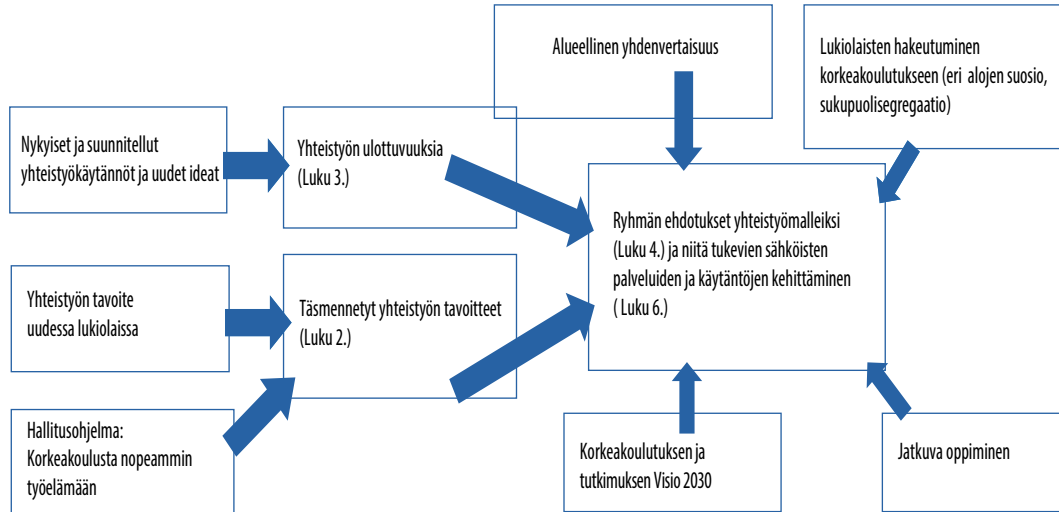 Alueellinen yhdenvertaisuus
Lukiolaisten hakeutuminen
korkeakoulutukseen (eri alojen suosio,
sukupuolisegregaatio)
Nykyiset ja suunnitellut
yhteistyökäytännöt ja uudet ideat
Yhteistyön ulottuvuuksia
(Luku 3.)
Ryhmän ehdotukset yhteistyömalleiksi
(Luku 4.) ja niitä tukevien sähköisten
palveluiden ja käytäntöjen kehittäminen
( Luku 6.)
Yhteistyön tavoite
uudessa lukiolaissa
Täsmennetyt yhteistyön tavoitteet
(Luku 2.)
Hallitusohjelma:
Korkeakoulusta nopeammin
työelämään
Korkeakoulutuksen ja
tutkimuksen Visio 2030
Jatkuva oppiminen